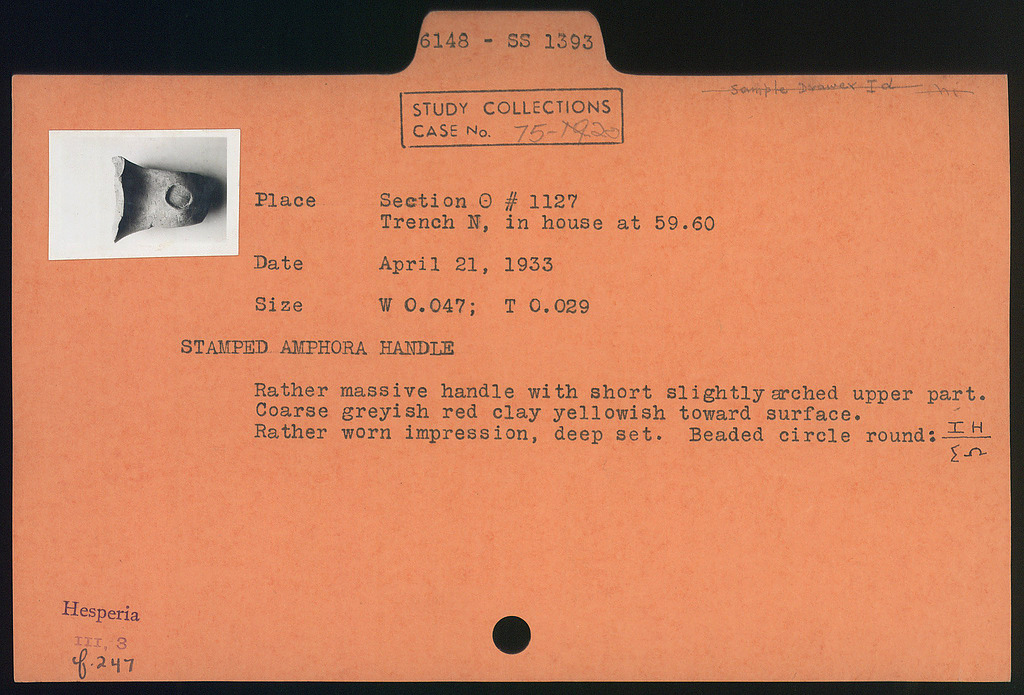 6148 - SS 1393
Sample Drawer Id
STUDY COLLECTIONS
CASE No. 75-
Place Section Θ # 1127
Trench N, in house at 59.60
Date April 21, 1933
Size W 0.047; T 0.029
STAMPED AMPHORA HANDLE
Rather massive handle with short slightly arched upper part.
Coarse greyish red clay yellowish toward surface.
Rather worn impression, deep set. Beaded circle round: ΙΗ
Σ
Hesperia
III, 3
cf. 247